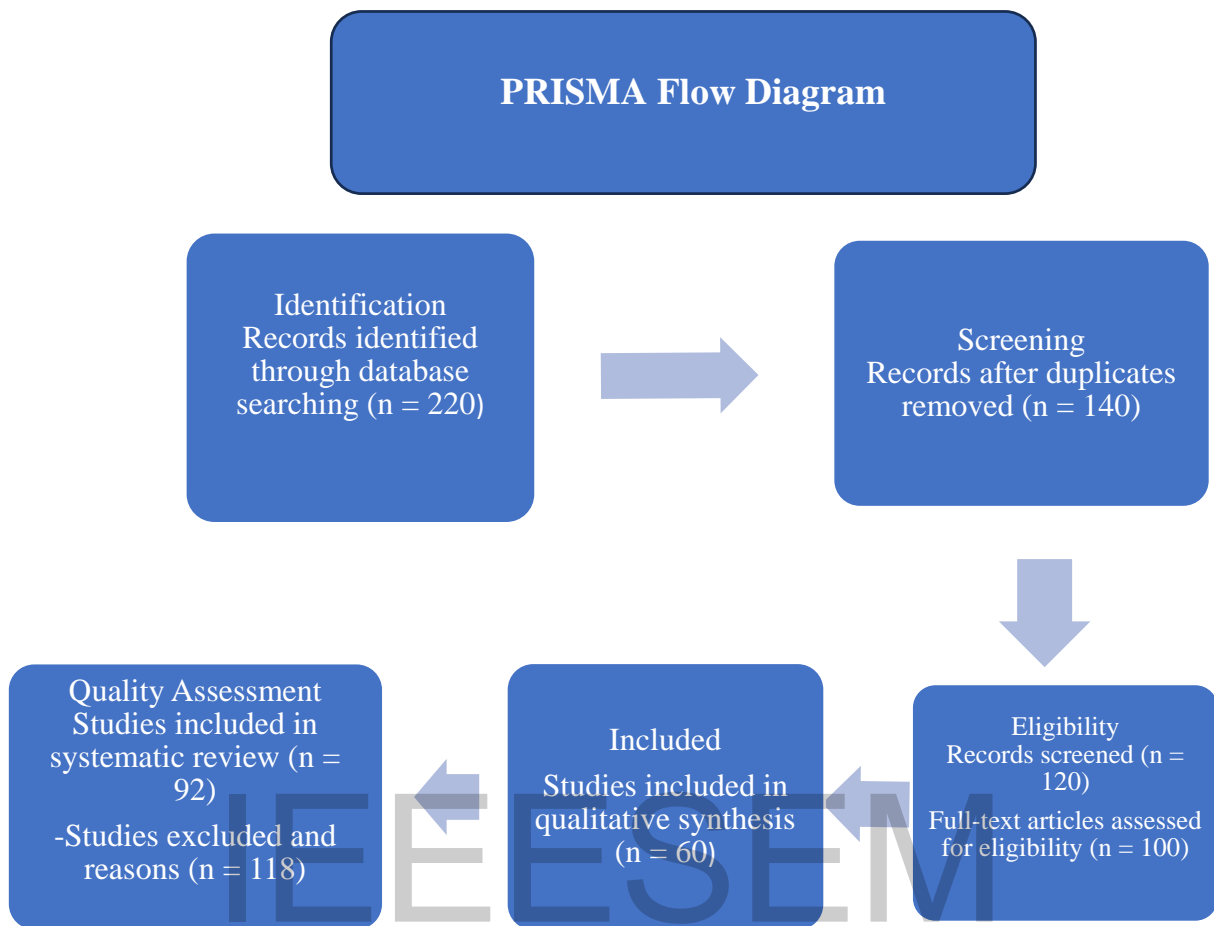 PRISMA Flow Diagram
Identification
Records identified
through database
searching (n = 220)
Screening
Records after duplicates
removed (n = 140)
Eligibility
Records screened (n =
120)
Full-text articles assessed
for eligibility (n = 100)
Included
Studies included in
qualitative synthesis
(n = 60)
Quality Assessment
Studies included in
systematic review (n =
92)
-Studies excluded and
reasons (n = 118)
IEEESEM